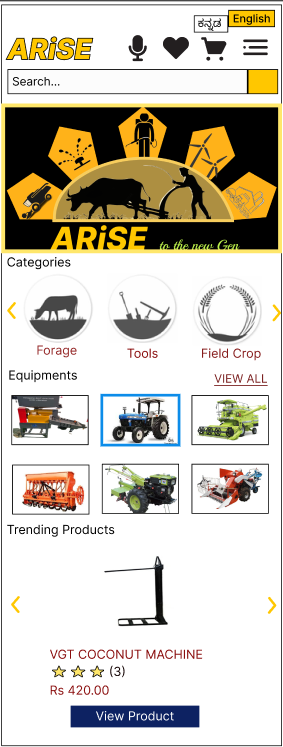 ಕನ್ನಡ English
ARiSE
Search...
ARiSE to the new Gen
Categories
Forage Tools Field Crop
Equipments VIEW ALL
Trending Products
VGT COCONUT MACHINE
(3)
Rs 420.00
View Product